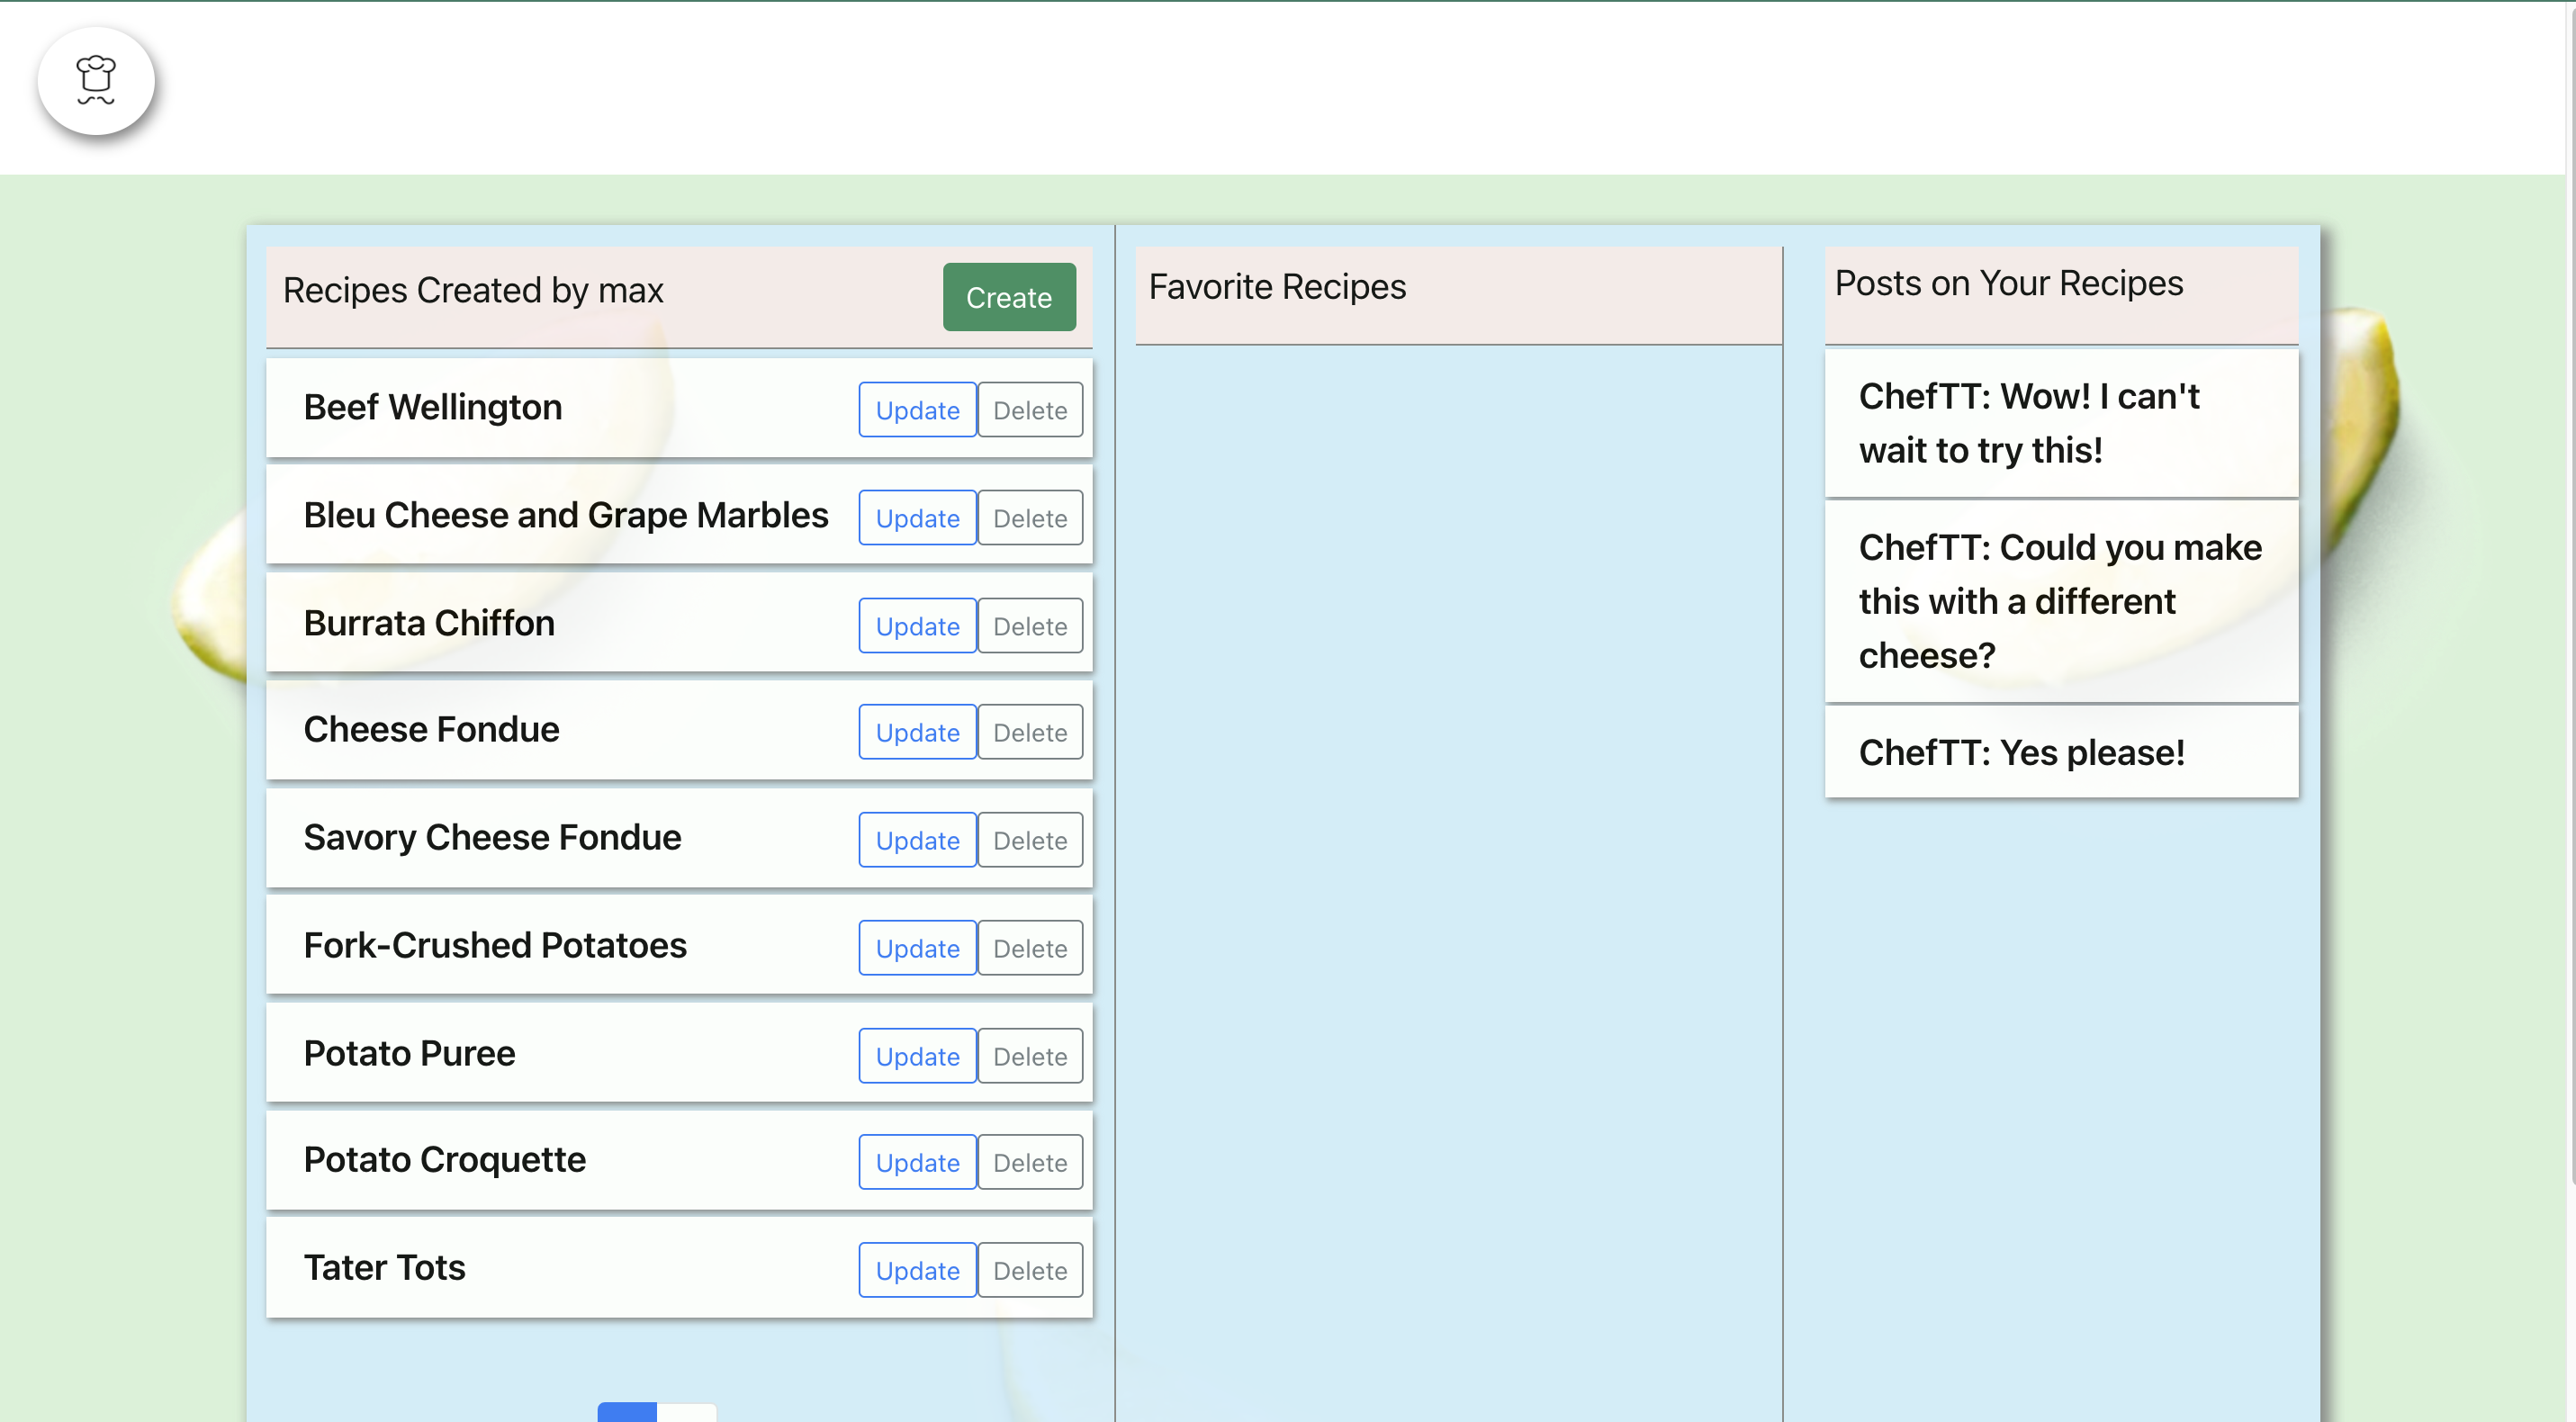 Recipes Created by max
Create
Beef Wellington
Update Delete
Bleu Cheese and Grape Marbles
Update Delete
Burrata Chiffon
Update Delete
Cheese Fondue
Update Delete
Savory Cheese Fondue
Update Delete
Fork-Crushed Potatoes
Update Delete
Potato Puree
Update Delete
Potato Croquette
Update Delete
Tater Tots
Update Delete
Favorite Recipes
Posts on Your Recipes
ChefTT: Wow! I can't
wait to try this!
ChefTT: Could you make
this with a different
cheese?
ChefTT: Yes please!